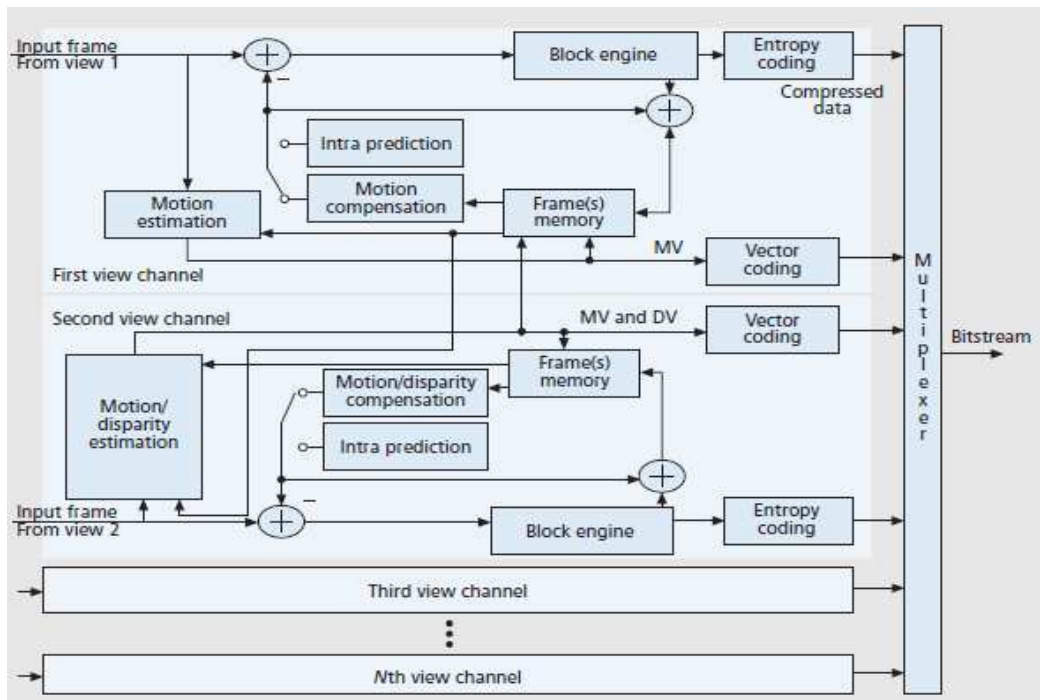 Input frame
From view 1
+
−
Block engine
Entropy
coding
Compressed
data
+
Intra prediction
Motion
compensation
Frame(s)
memory
Motion
estimation
MV
Vector
coding
First view channel
Second view channel
MV and DV
Vector
coding
Frame(s)
memory
Motion/disparity
compensation
Motion/
disparity
estimation
Intra prediction
+
−
Input frame
From view 2
+
Block engine
Entropy
coding
Multiplexer
Bitstream
Third view channel
Nth view channel